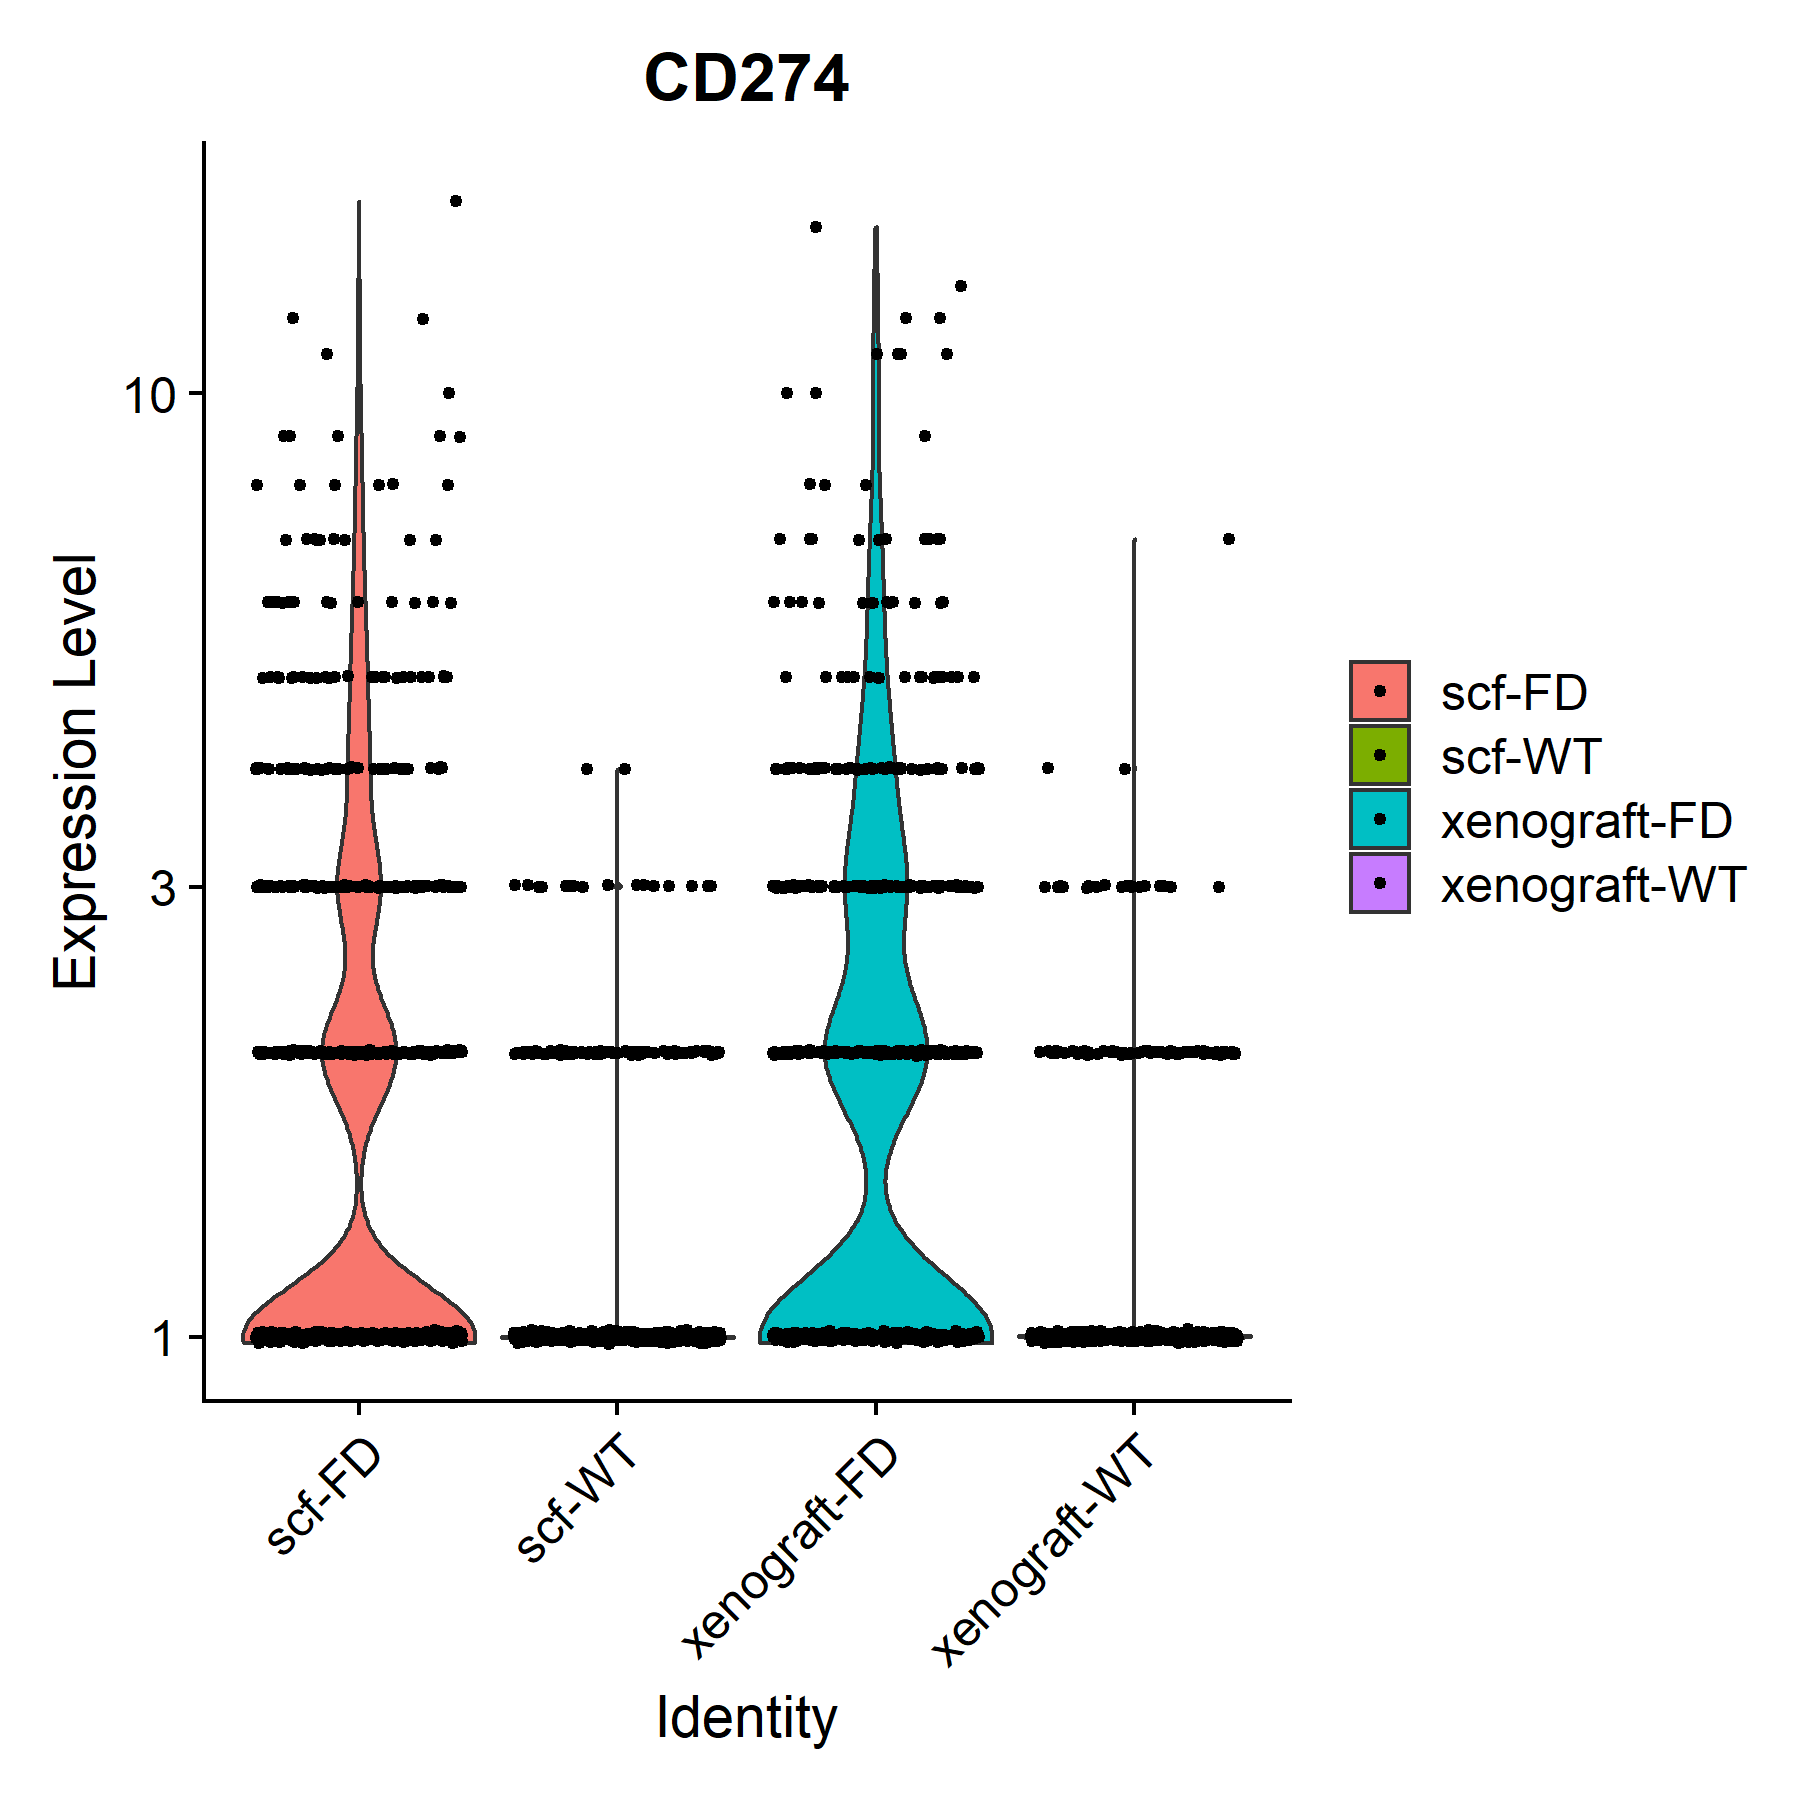 CD274
Expression Level
10
3
1
scf-FD
scf-WT
xenograft-FD
xenograft-WT
Identity
scf-FD
scf-WT
xenograft-FD
xenograft-WT